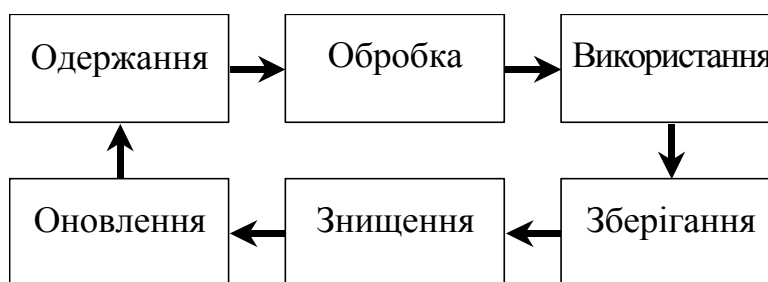 Одержання
Обробка
Використання
Оновлення
Знищення
Зберігання